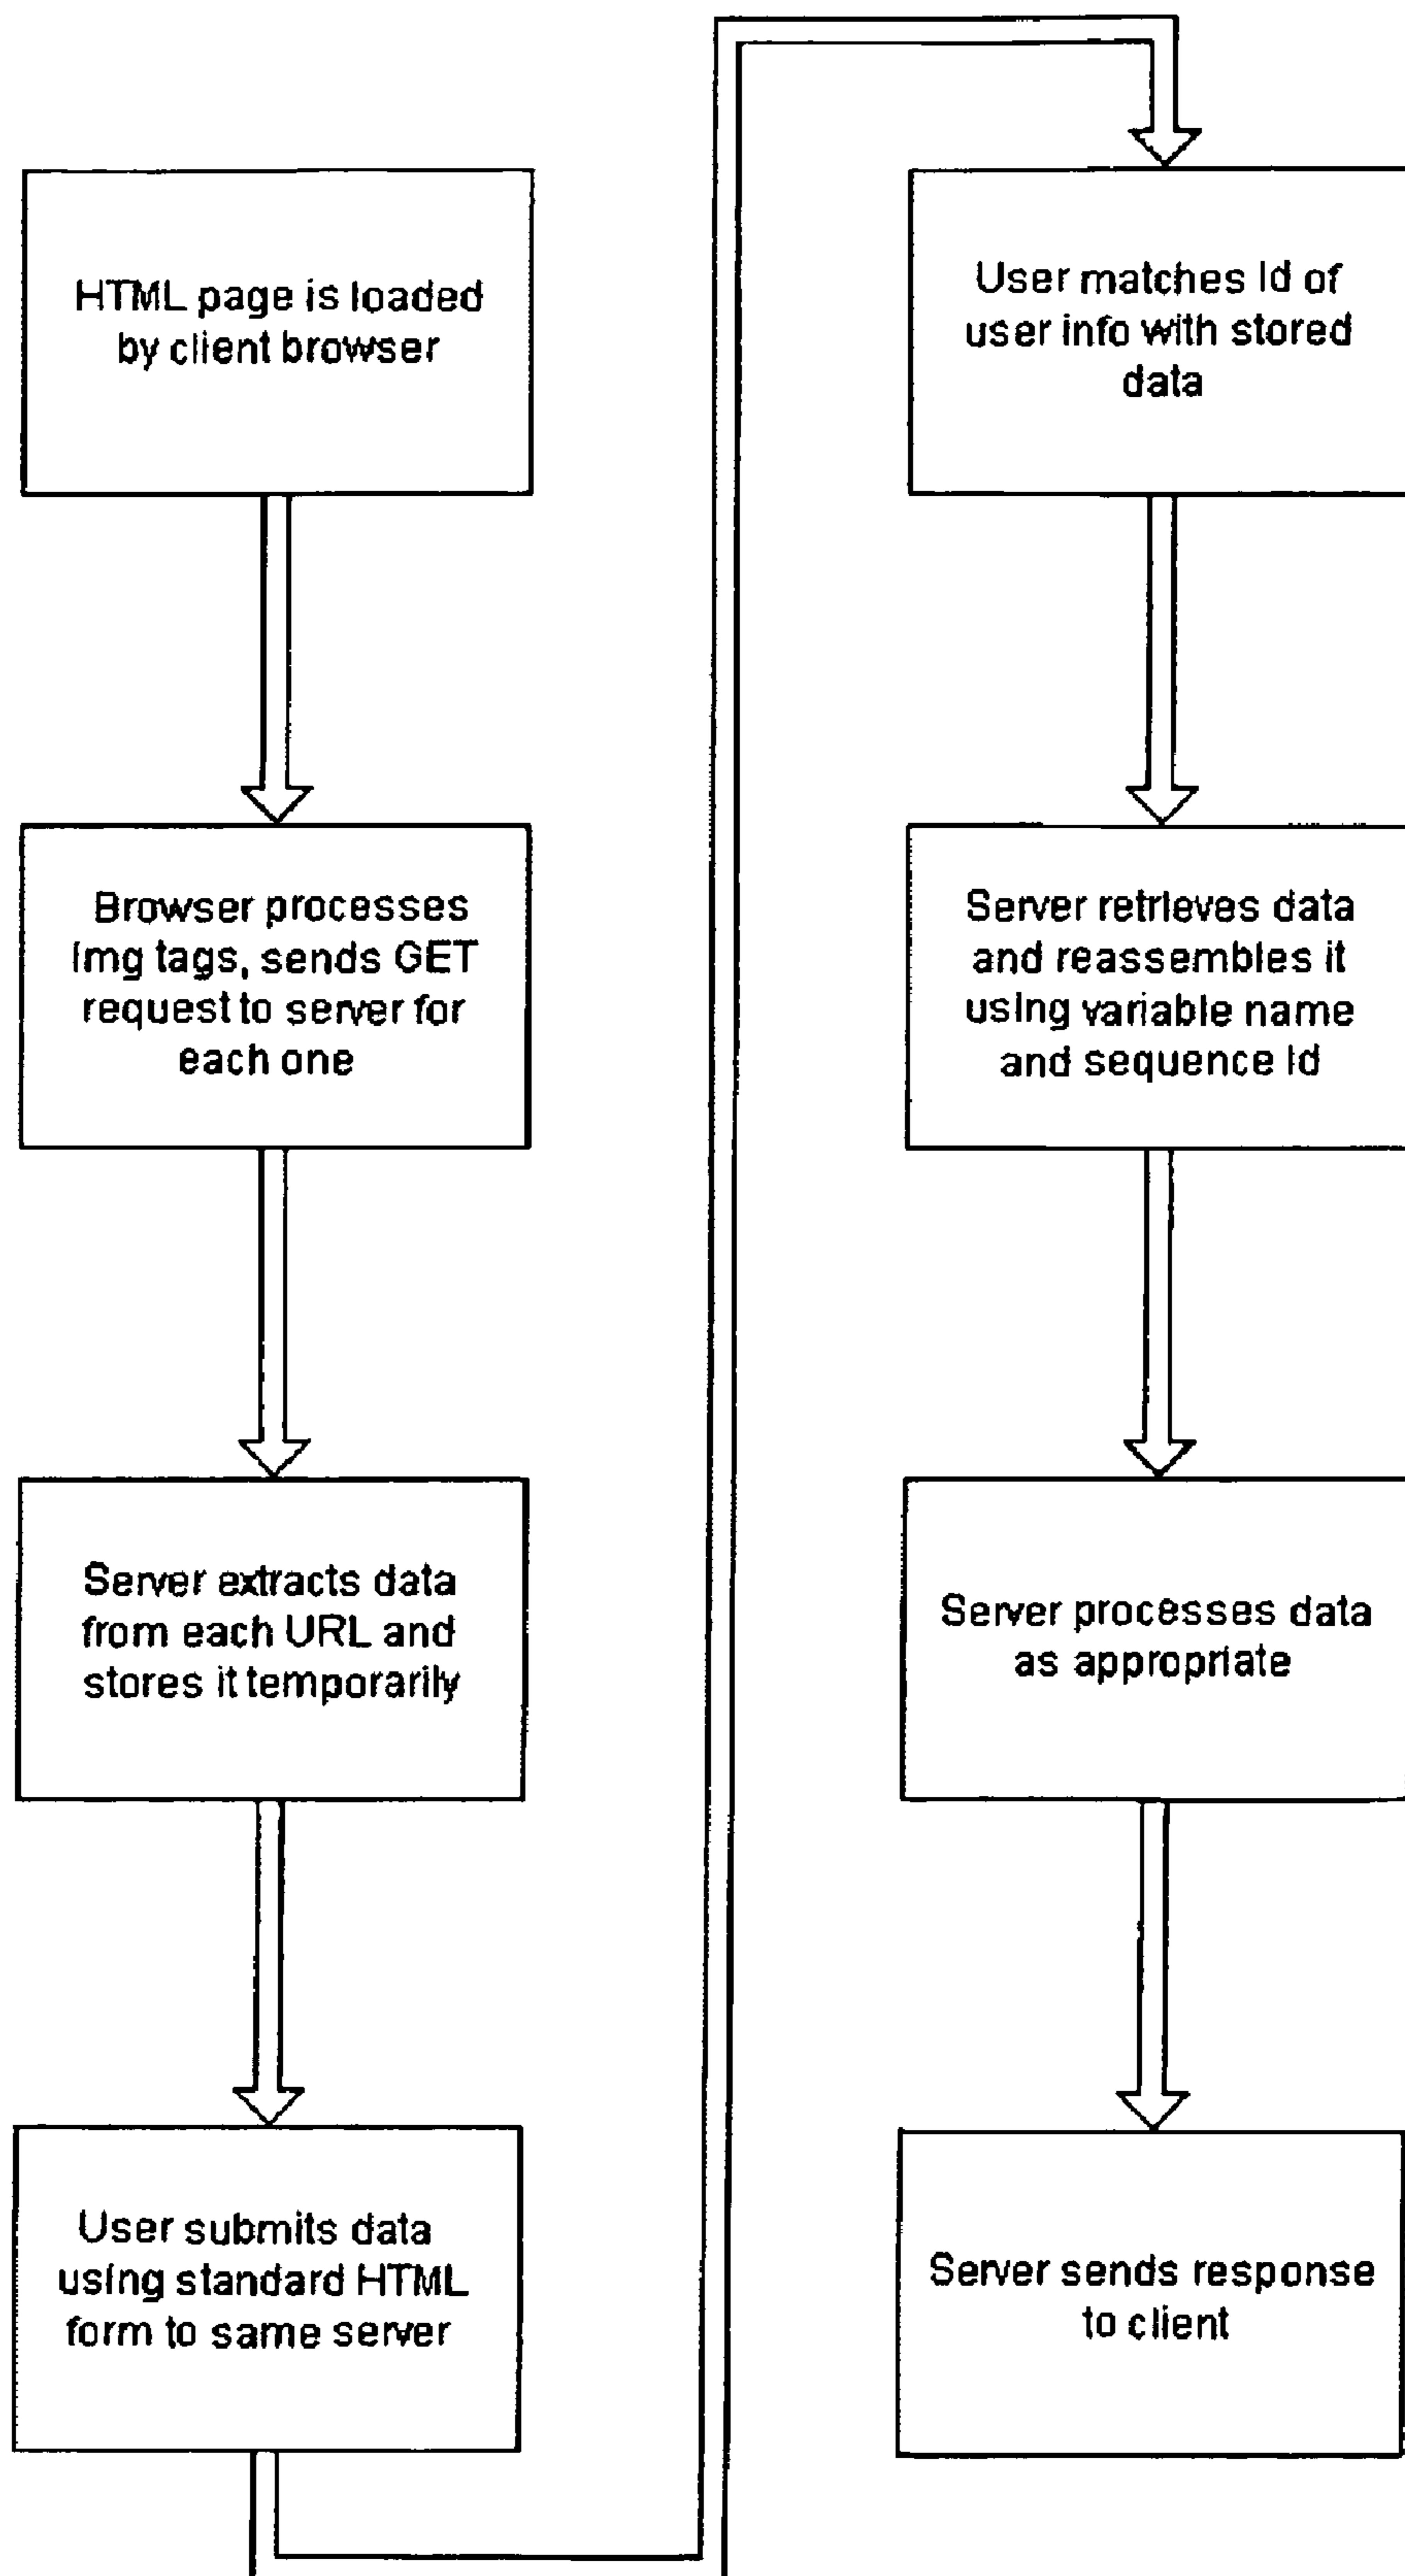 HTML page is loaded
by client browser
Browser processes
Img tags, sends GET
request to server for
each one
Server extracts data
from each URL and
stores it temporarily
User submits data
using standard HTML
form to same server
User matches Id of
user info with stored
data
Server retrieves data
and reassembles it
using variable name
and sequence Id
Server processes data
as appropriate
Server sends response
to client